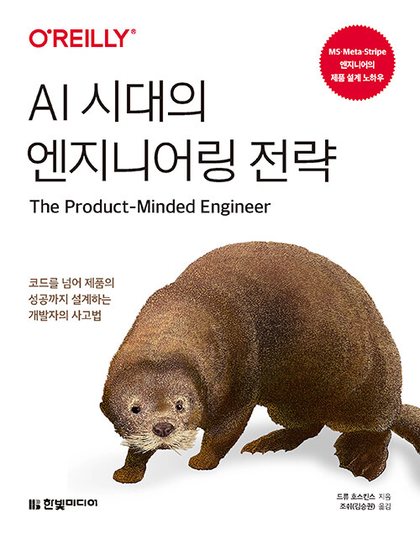 O'REILLY®
MS·Meta·Stripe
엔지니어의
제품 설계 노하우
AI 시대의
엔지니어링 전략
The Product-Minded Engineer
코드를 넘어 제품의
성공까지 설계하는
개발자의 사고법
드류 호스킨스 지음
조쉬(김승권) 옮김
한빛미디어